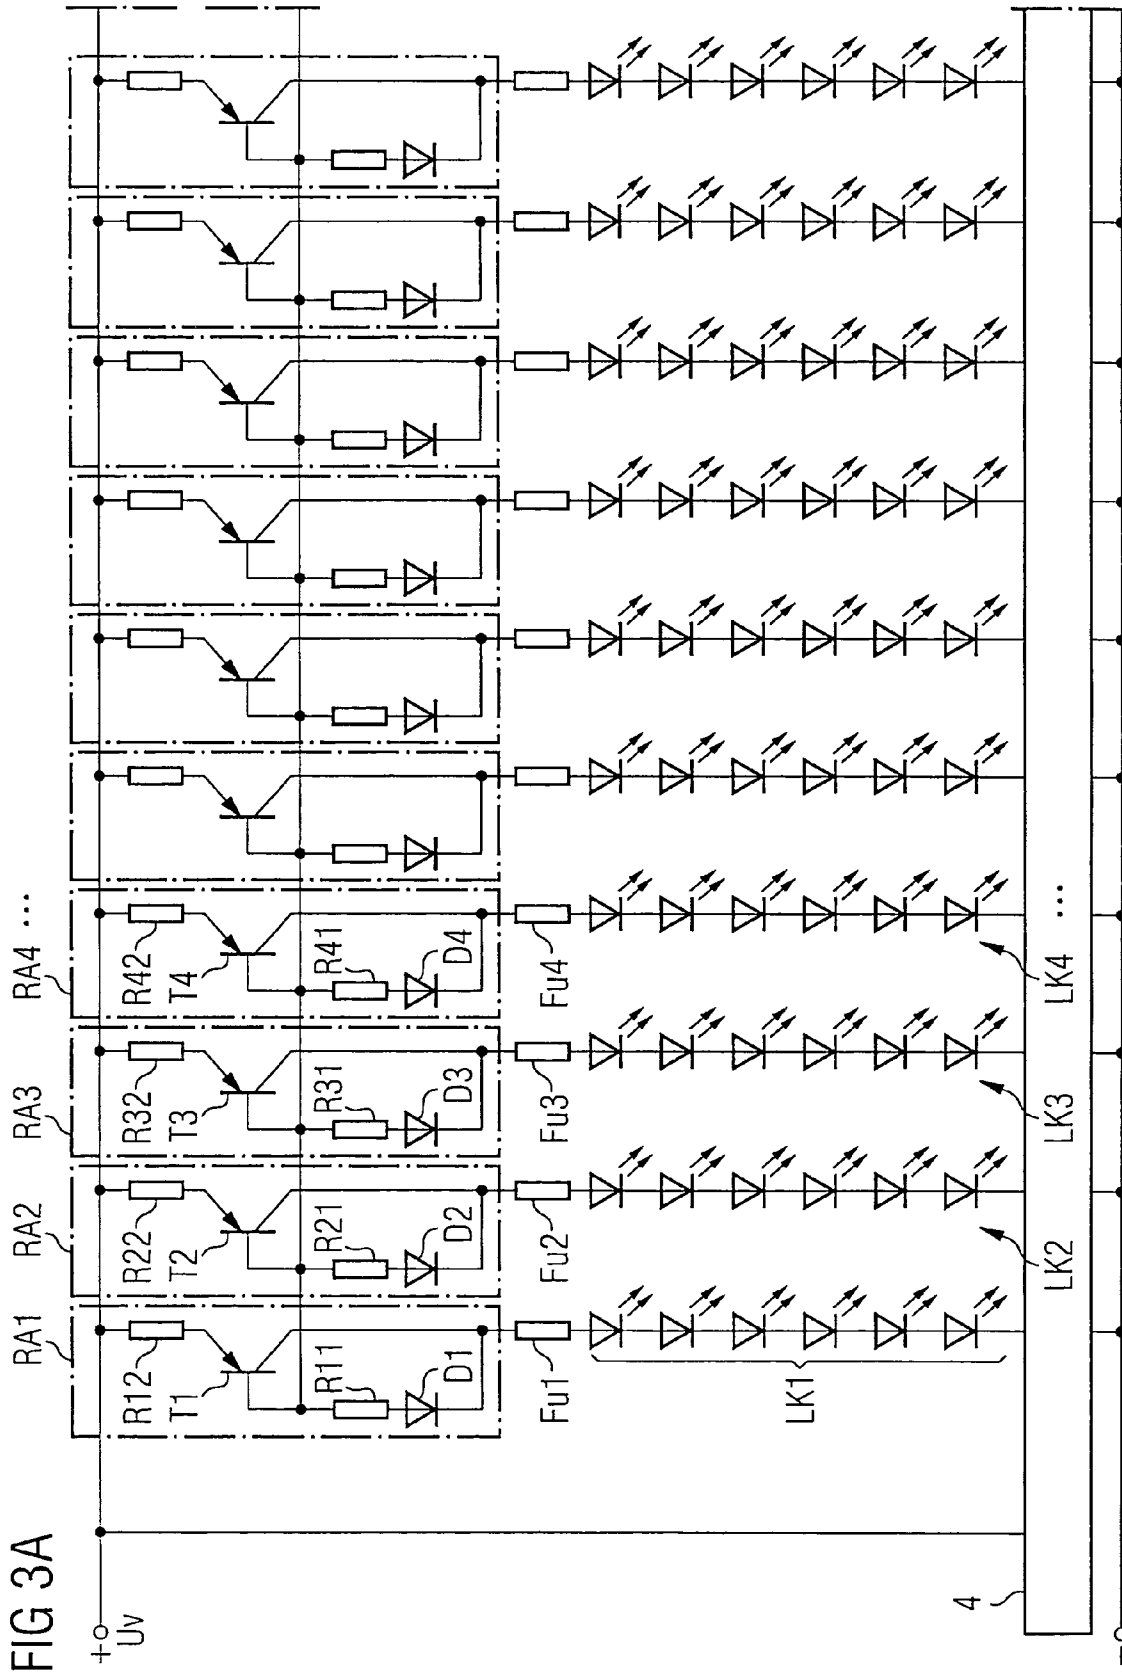 FIG 3A
RA1
RA2
RA3
RA4 ...
+
Uv
R12
T1
R22
T2
R32
T3
R42
T4
R11
D1
R21
D2
R31
D3
R41
D4
Fu1
Fu2
Fu3
Fu4
LK1
LK2
LK3
LK4
...
4